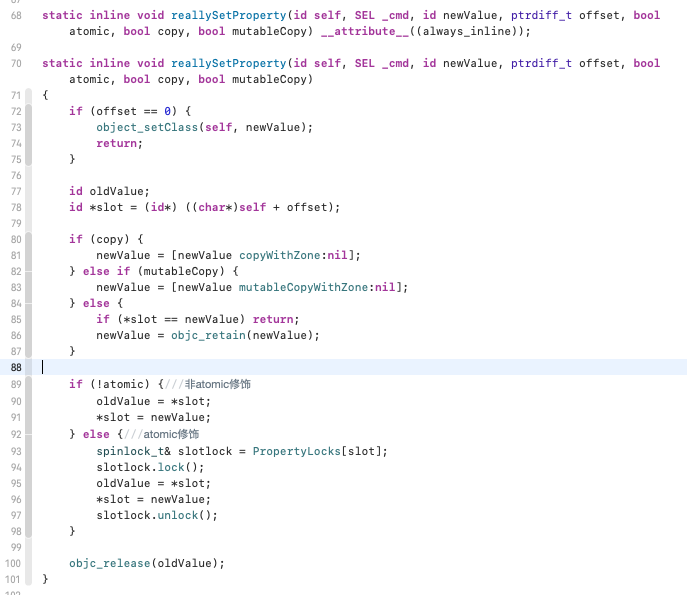 68 static inline void reallySetProperty(id self, SEL _cmd, id newValue, ptrdiff_t offset, bool
atomic, bool copy, bool mutableCopy) __attribute__((always_inline));
69
70 static inline void reallySetProperty(id self, SEL _cmd, id newValue, ptrdiff_t offset, bool
atomic, bool copy, bool mutableCopy)
71 {
72 if (offset == 0) {
73 object_setClass(self, newValue);
74 return;
75 }
76
77 id oldValue;
78 id *slot = (id*) ((char*)self + offset);
79
80 if (copy) {
81 newValue = [newValue copyWithZone:nil];
82 } else if (mutableCopy) {
83 newValue = [newValue mutableCopyWithZone:nil];
84 } else {
85 if (*slot == newValue) return;
86 newValue = objc_retain(newValue);
87 }
88
89 if (!atomic) {///非atomic修饰
90 oldValue = *slot;
91 *slot = newValue;
92 } else {///atomic修饰
93 spinlock_t& slotlock = PropertyLocks[slot];
94 slotlock.lock();
95 oldValue = *slot;
96 *slot = newValue;
97 slotlock.unlock();
98 }
99
100 objc_release(oldValue);
101 }